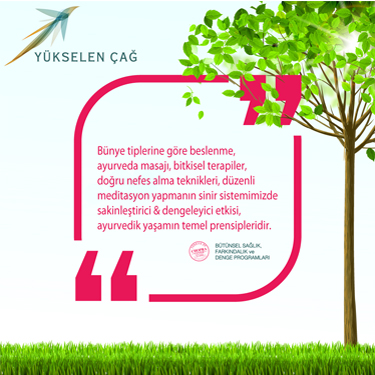 YÜKSELEN ÇAĞ
Bünye tiplerine göre beslenme,
ayurveda masajı, bitkisel terapiler,
doğru nefes alma teknikleri, düzenli
meditasyon yapmanın sinir sistemimizde
sakinleştirici & dengeleyici etkisi,
ayurvedik yaşamın temel prensipleridir.
BÜTÜNSEL SAĞLIK,
FARKINDALIK ve
DENGE PROGRAMLARI